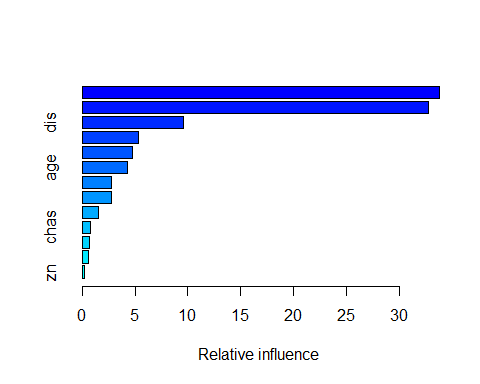 dis
age
chas
zn
0 5 10 15 20 25 30
Relative influence